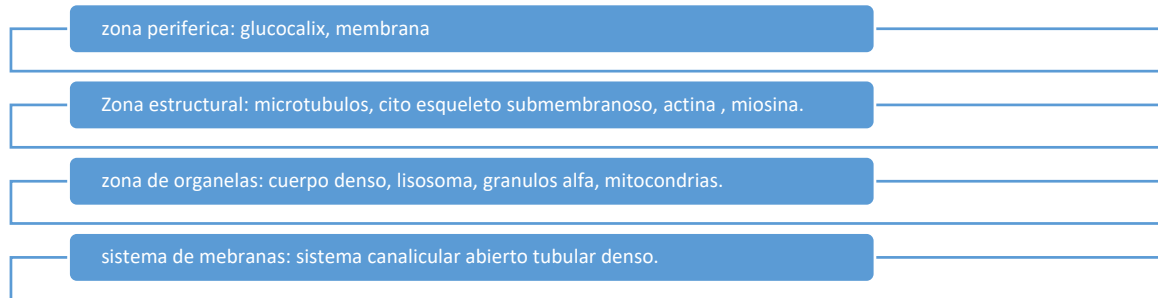 zona periferica: glucocalix, membrana
Zona estructural: microtubulos, cito esqueleto submembranoso, actina , miosina.
zona de organelas: cuerpo denso, lisosoma, granulos alfa, mitocondrias.
sistema de mebranas: sistema canalicular abierto tubular denso.